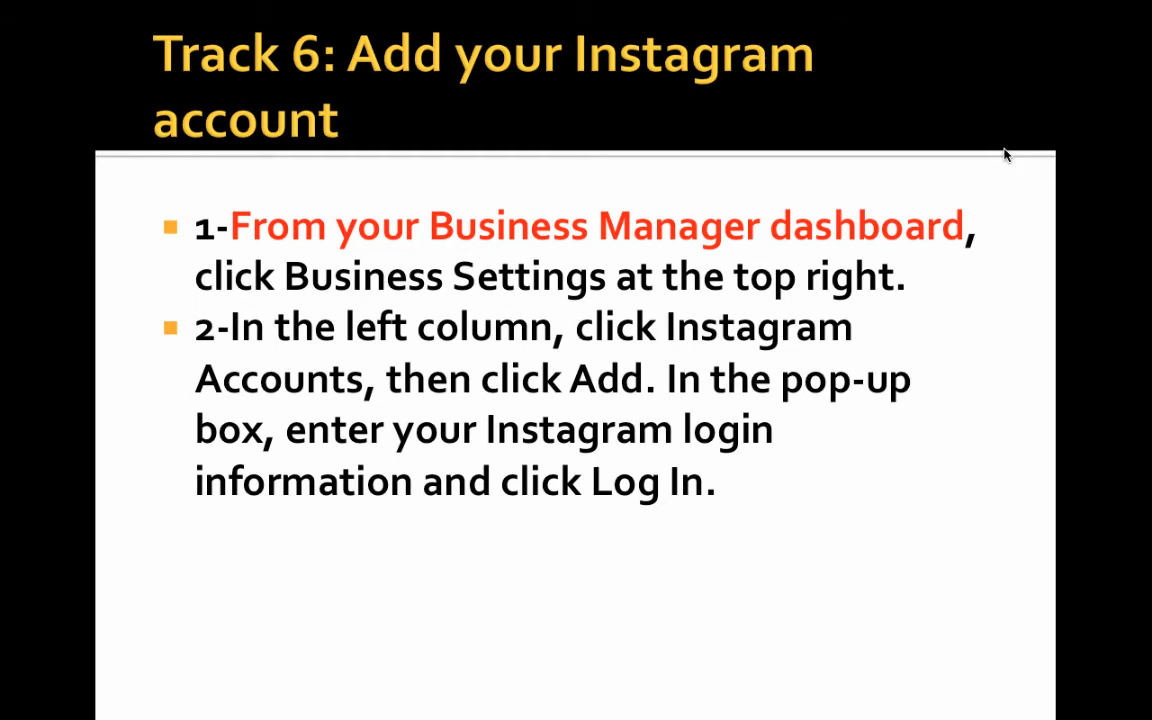 Track 6: Add your Instagram
account
1-From your Business Manager dashboard,
click Business Settings at the top right.
2-In the left column, click Instagram
Accounts, then click Add. In the pop-up
box, enter your Instagram login
information and click Log In.